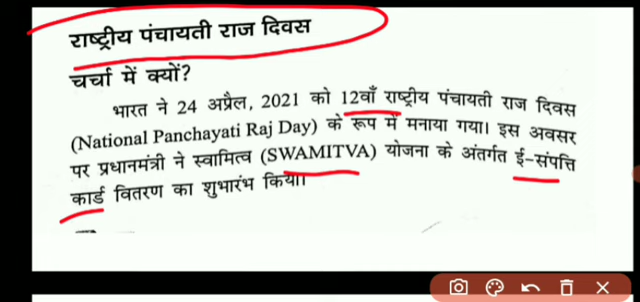 राष्ट्रीय पंचायती राज दिवस
चर्चा में क्यों?
भारत ने 24 अप्रैल, 2021 को 12वाँ राष्ट्रीय पंचायती राज दिवस
(National Panchayati Raj Day) के रूप में मनाया गया। इस अवसर
पर प्रधानमंत्री ने स्वामित्व (SWAMITVA) योजना के अंतर्गत ई-संपत्ति
कार्ड वितरण का शुभारंभ किया।